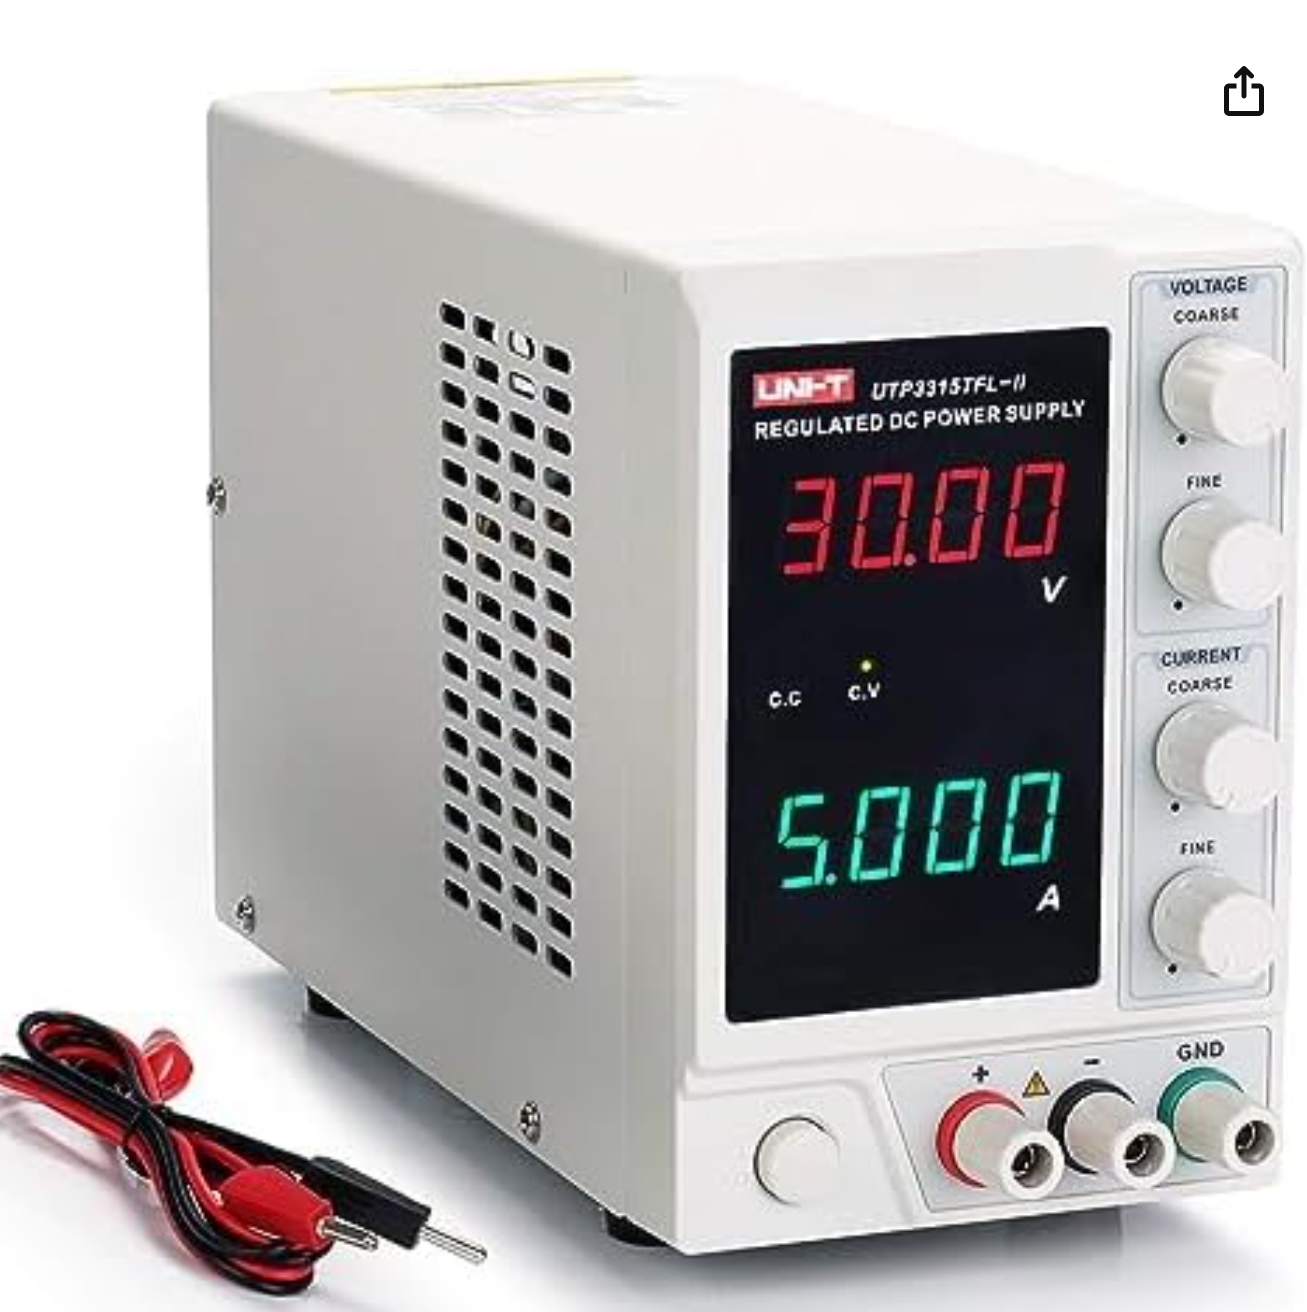 VOLTAGE
COARSE
UNI-T UTP3315TFL-II
REGULATED DC POWER SUPPLY
30.00
V
FINE
C.C C.V
CURRENT
COARSE
5.000
A
FINE
+ - GND